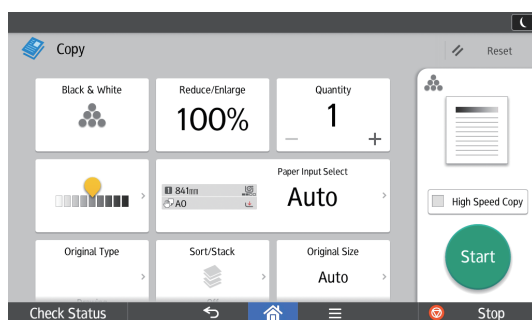 Copy
Reset
Black & White
Reduce/Enlarge
100%
Quantity
1
Paper Input Select
Auto
1 841mm
A0
High Speed Copy
Original Type
Sort/Stack
Original Size
Auto
Start
Check Status
Stop